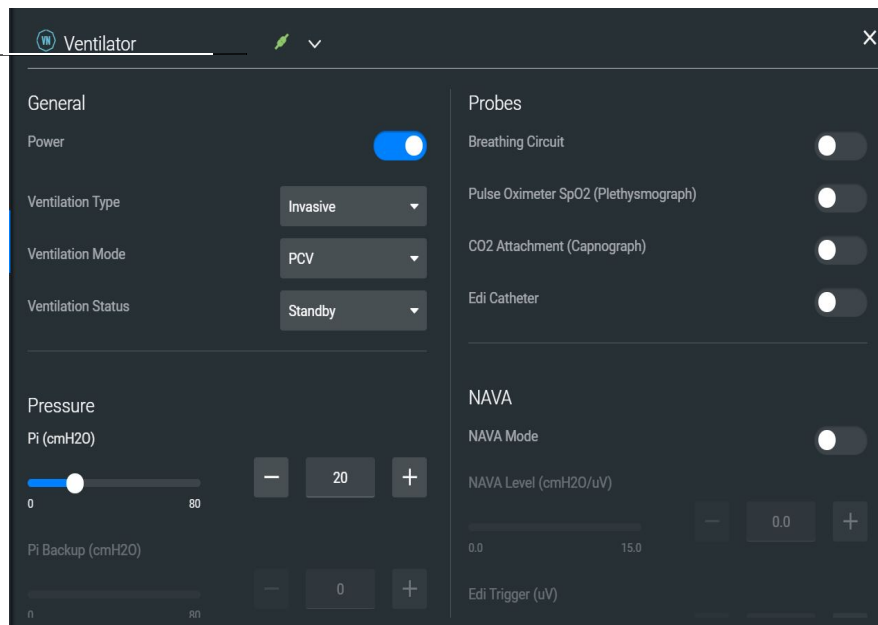 VN Ventilator
General
Power
Ventilation Type
Invasive
Ventilation Mode
PCV
Ventilation Status
Standby
Pressure
Pi (cmH2O)
20
0 80
Pi Backup (cmH2O)
0
0 80
Probes
Breathing Circuit
Pulse Oximeter SpO2 (Plethysmograph)
CO2 Attachment (Capnograph)
Edi Catheter
NAVA
NAVA Mode
NAVA Level (cmH2O/uV)
0.0
0.0 15.0
Edi Trigger (uV)